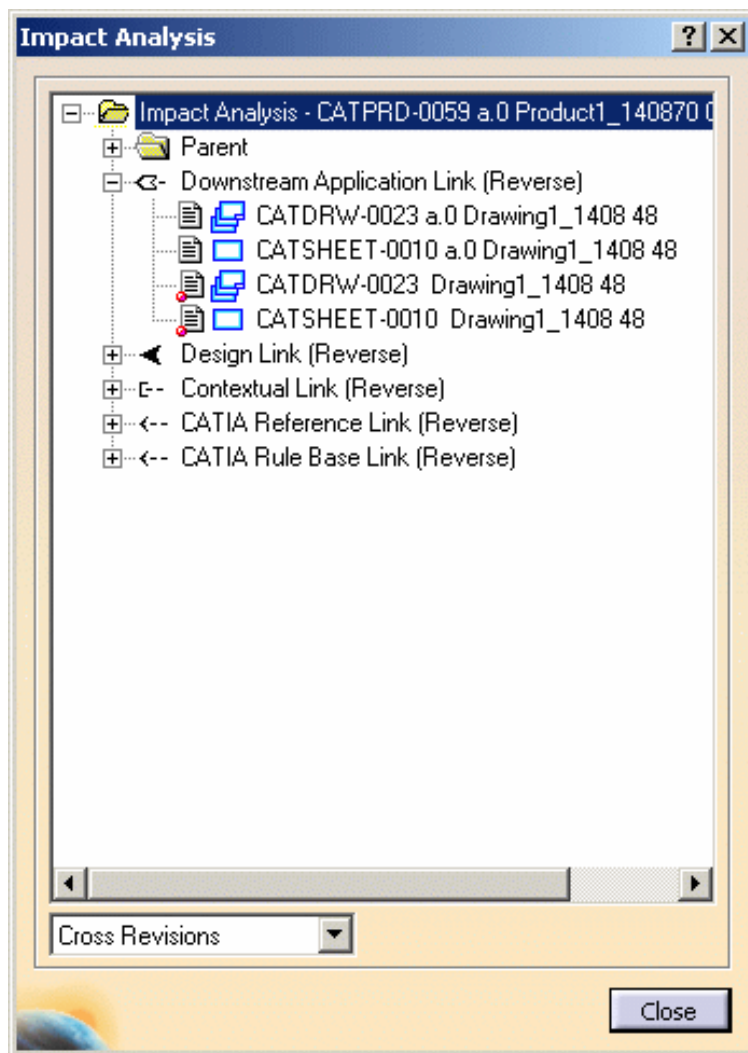 Impact Analysis
Impact Analysis - CATPRD-0059 a.0 Product1_140870
Parent
Downstream Application Link (Reverse)
CATDRW-0023 a.0 Drawing1_1408 48
CATSHEET-0010 a.0 Drawing1_1408 48
CATDRW-0023 Drawing1_1408 48
CATSHEET-0010 Drawing1_1408 48
Design Link (Reverse)
Contextual Link (Reverse)
CATIA Reference Link (Reverse)
CATIA Rule Base Link (Reverse)
Cross Revisions
Close